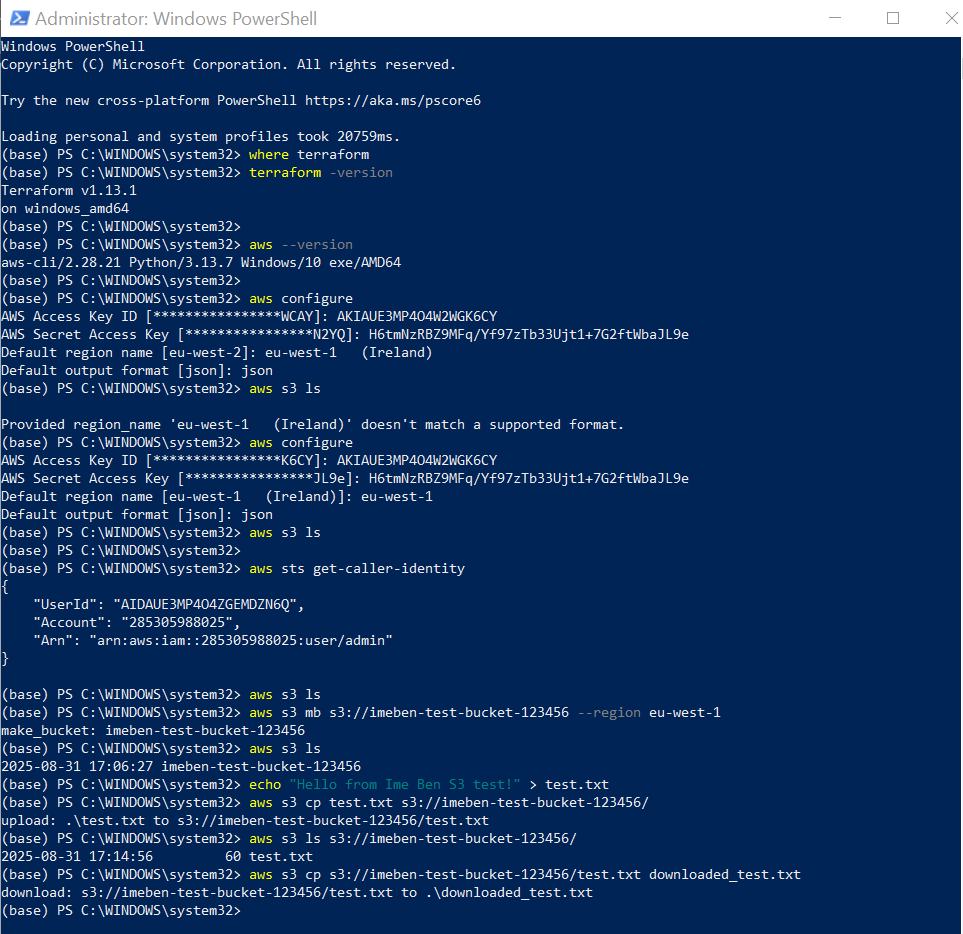 Administrator: Windows PowerShell
Windows PowerShell
Copyright (C) Microsoft Corporation. All rights reserved.
Try the new cross-platform PowerShell https://aka.ms/pscore6
Loading personal and system profiles took 20759ms.
(base) PS C:\WINDOWS\system32> where terraform
(base) PS C:\WINDOWS\system32> terraform -version
Terraform v1.13.1
on windows_amd64
(base) PS C:\WINDOWS\system32>
(base) PS C:\WINDOWS\system32> aws --version
aws-cli/2.28.21 Python/3.13.7 Windows/10 exe/AMD64
(base) PS C:\WINDOWS\system32>
(base) PS C:\WINDOWS\system32> aws configure
AWS Access Key ID [****************WCAY]: AKIAUE3MP4O4W2WGK6CY
AWS Secret Access Key [****************N2YQ]: 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
Default region name [eu-west-2]: eu-west-1   (Ireland)
Default output format [json]: json
(base) PS C:\WINDOWS\system32> aws s3 ls
Provided region_name 'eu-west-1   (Ireland)' doesn't match a supported format.
(base) PS C:\WINDOWS\system32> aws configure
AWS Access Key ID [****************K6CY]: AKIAUE3MP4O4W2WGK6CY
AWS Secret Access Key [****************JL9e]: 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
Default region name [eu-west-1   (Ireland)]: eu-west-1
Default output format [json]: json
(base) PS C:\WINDOWS\system32> aws s3 ls
(base) PS C:\WINDOWS\system32>
(base) PS C:\WINDOWS\system32> aws sts get-caller-identity
{
    "UserId": "AIDAUE3MP4O4ZGEMDZN6Q",
    "Account": "285305988025",
    "Arn": "arn:aws:iam::285305988025:user/admin"
}
(base) PS C:\WINDOWS\system32> aws s3 ls
(base) PS C:\WINDOWS\system32> aws s3 mb s3://imeben-test-bucket-123456 --region eu-west-1
make_bucket: imeben-test-bucket-123456
(base) PS C:\WINDOWS\system32> aws s3 ls
2025-08-31 17:06:27 imeben-test-bucket-123456
(base) PS C:\WINDOWS\system32> echo "Hello from Ime Ben S3 test!" > test.txt
(base) PS C:\WINDOWS\system32> aws s3 cp test.txt s3://imeben-test-bucket-123456/
upload: .\test.txt to s3://imeben-test-bucket-123456/test.txt
(base) PS C:\WINDOWS\system32> aws s3 ls s3://imeben-test-bucket-123456/
2025-08-31 17:14:56         60 test.txt
(base) PS C:\WINDOWS\system32> aws s3 cp s3://imeben-test-bucket-123456/test.txt downloaded_test.txt
download: s3://imeben-test-bucket-123456/test.txt to .\downloaded_test.txt
(base) PS C:\WINDOWS\system32>